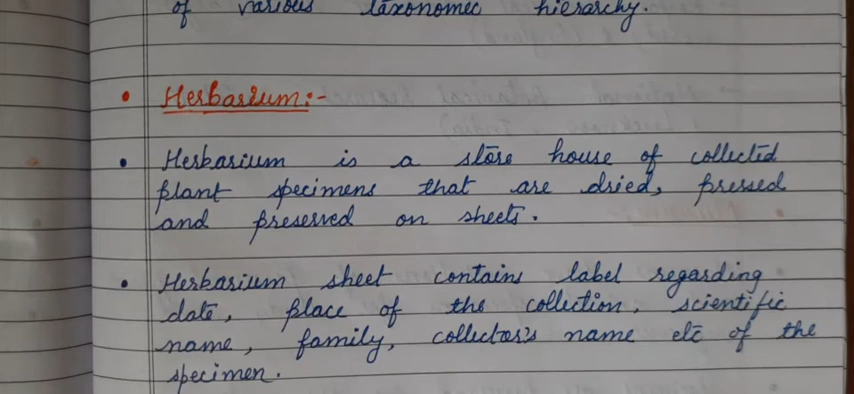 of various taxonomec hierarchy.
• Herbarium:-
• Herbarium is a store house of collected
plant specimens that are dried, pressed
and preserved on sheets.
• Herbarium sheet contains label regarding
date, place of the collection, scientific
name, family, collector's name etc of the
specimen.